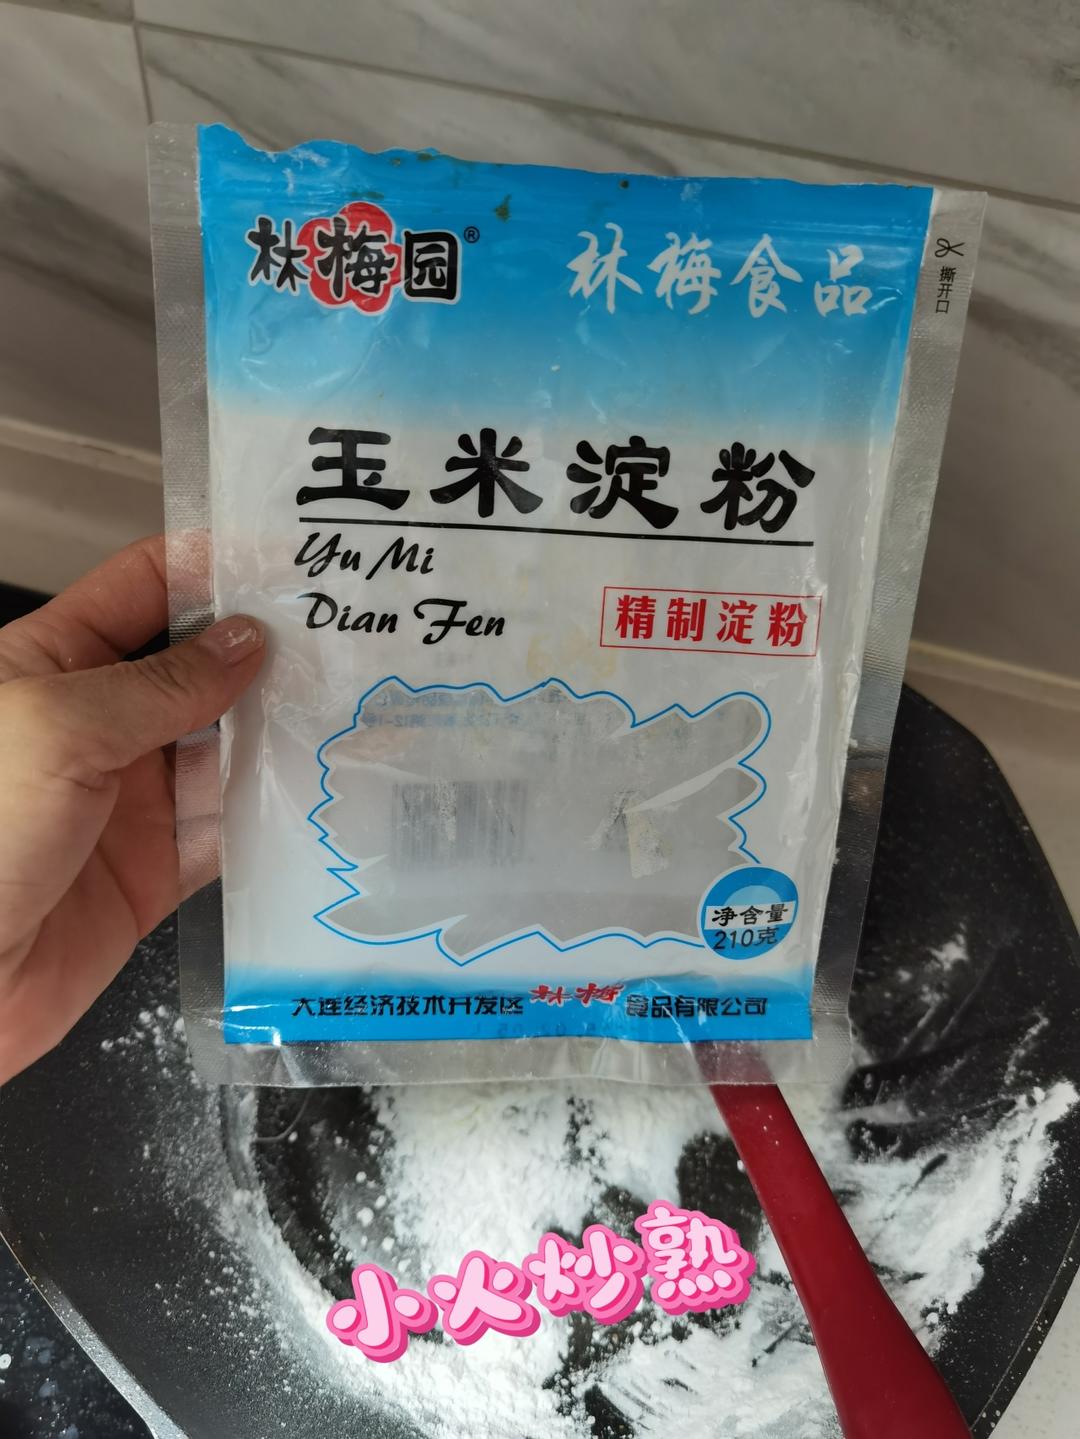 林梅园®
林梅食品
撕开口
玉米淀粉
Yu Mi
Dian Fen
精制淀粉
净含量
210克
大连经济技术开发区林梅食品有限公司
小火炒熟